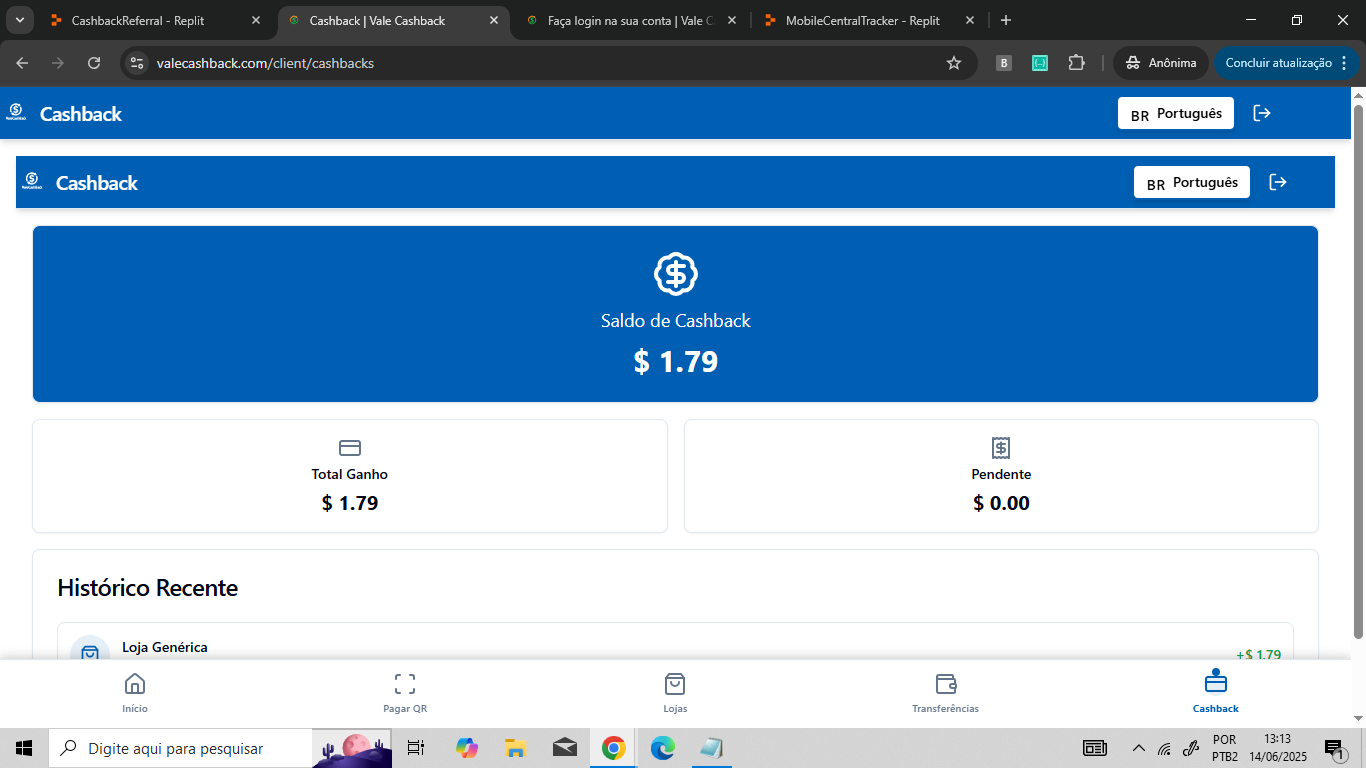 CashbackReferral - Replit
Cashback | Vale Cashback
Faça login na sua conta | Vale C
MobileCentralTracker - Replit
valecashback.com/client/cashbacks
B
Anônima
Concluir atualização
Cashback
BR Português
Cashback
BR Português
Saldo de Cashback
$ 1.79
Total Ganho
$ 1.79
Pendente
$ 0.00
Histórico Recente
Loja Genérica
+$ 1.79
Início
Pagar QR
Lojas
Transferências
Cashback
Digite aqui para pesquisar
POR
PTB2
13:13
14/06/2025
1